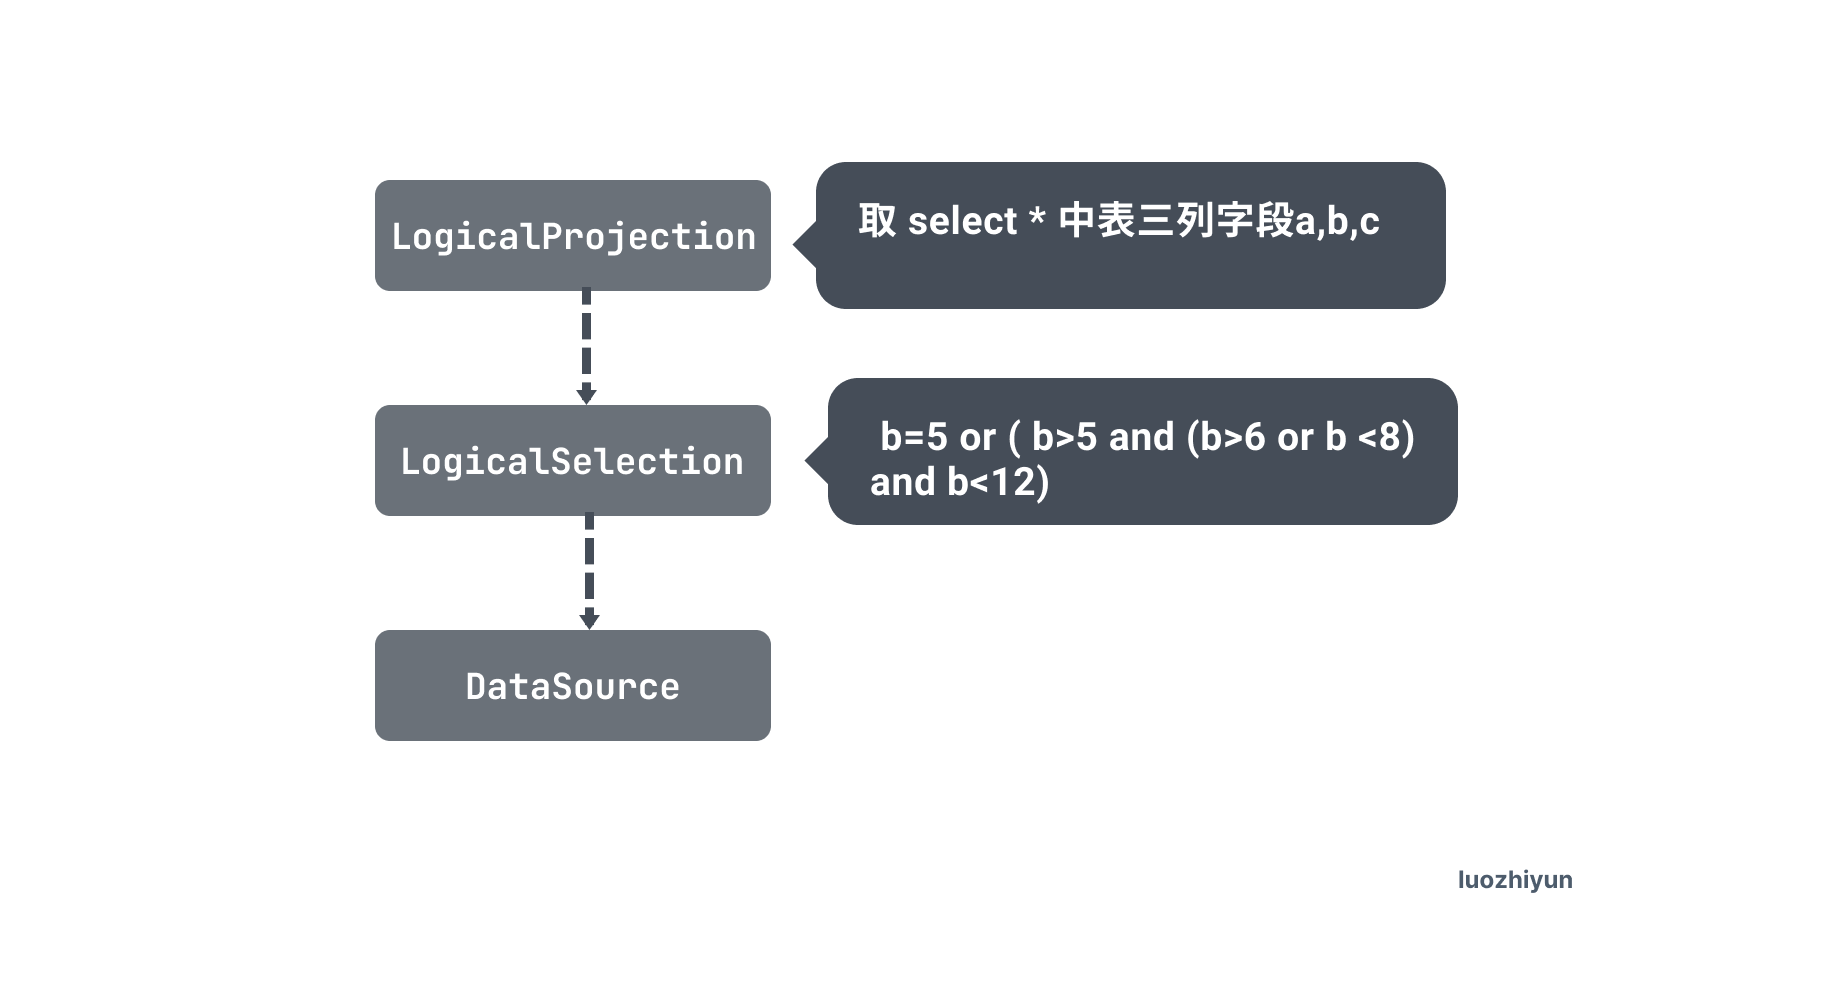 LogicalProjection
取 select * 中表三列字段a,b,c
LogicalSelection
b=5 or ( b>5 and (b>6 or b <8)
and b<12)
DataSource
luozhiyun